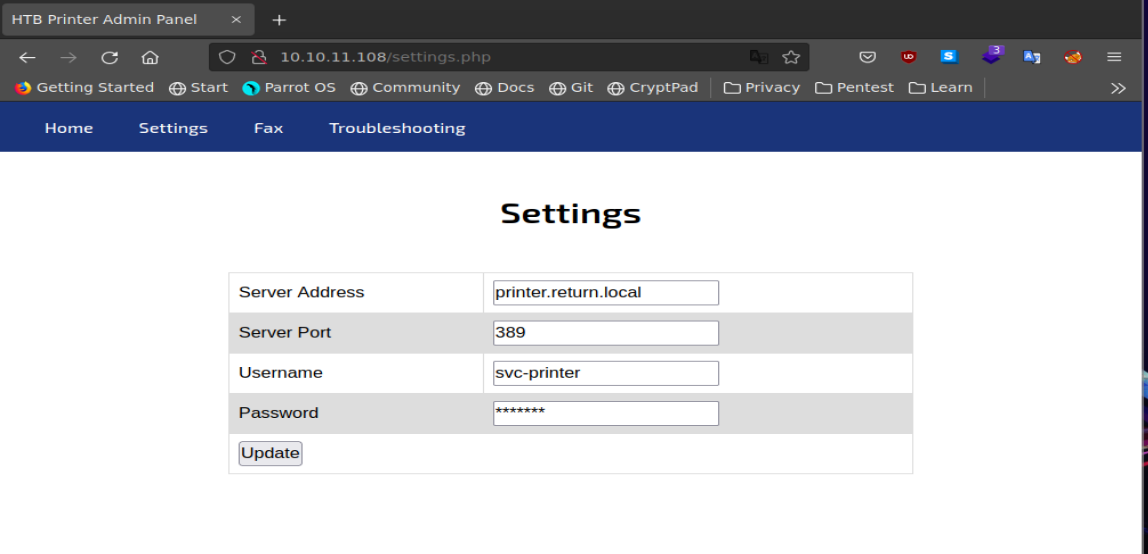 HTB Printer Admin Panel
10.10.11.108/settings.php
3
Getting Started Start Parrot OS Community Docs Git CryptPad Privacy Pentest Learn
Home Settings Fax Troubleshooting
Settings
Server Address printer.return.local
Server Port 389
Username svc-printer
Password *******
Update